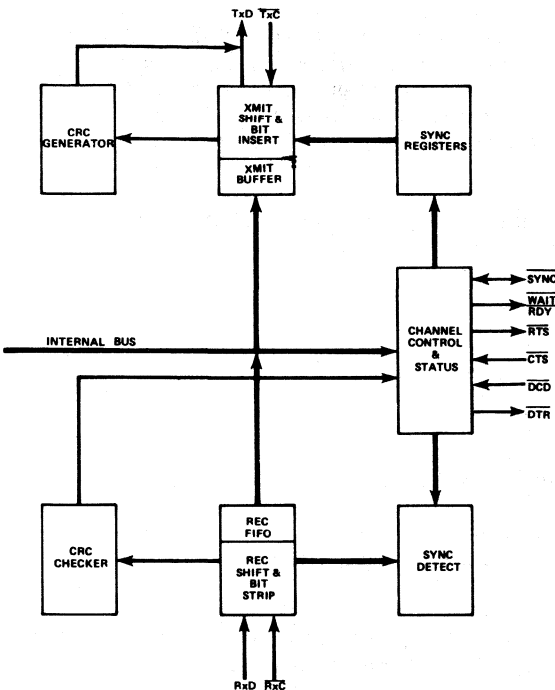 TxD TxC
CRC
GENERATOR
XMIT
SHIFT &
BIT
INSERT
XMIT
BUFFER
SYNC
REGISTERS
INTERNAL BUS
CHANNEL
CONTROL
&
STATUS
SYNC
WAIT
RDY
RTS
CTS
DCD
DTR
CRC
CHECKER
REC
FIFO
REC
SHIFT &
BIT
STRIP
SYNC
DETECT
RxD RxC